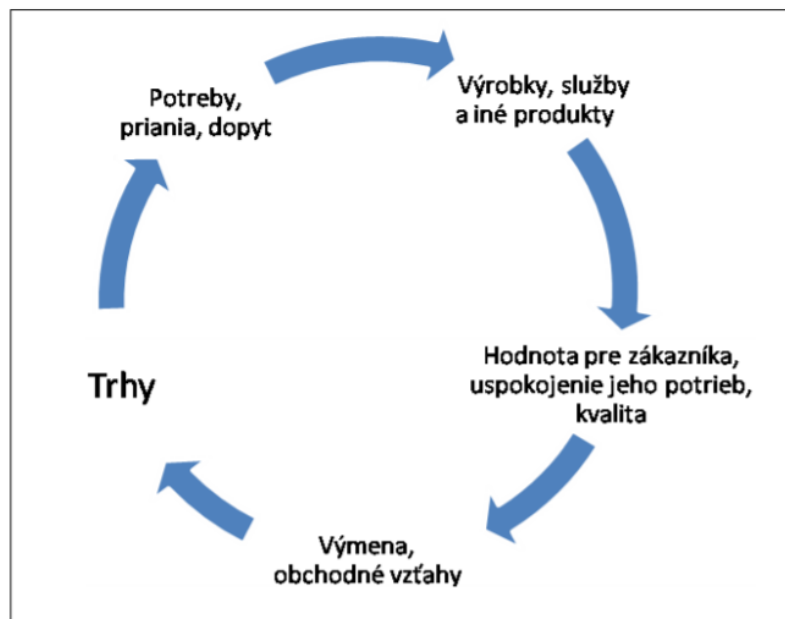 Potreby,
priania, dopyt
Výrobky, služby
a iné produkty
Hodnota pre zákazníka,
uspokojenie jeho potrieb,
kvalita
Výmena,
obchodné vzťahy
Trhy